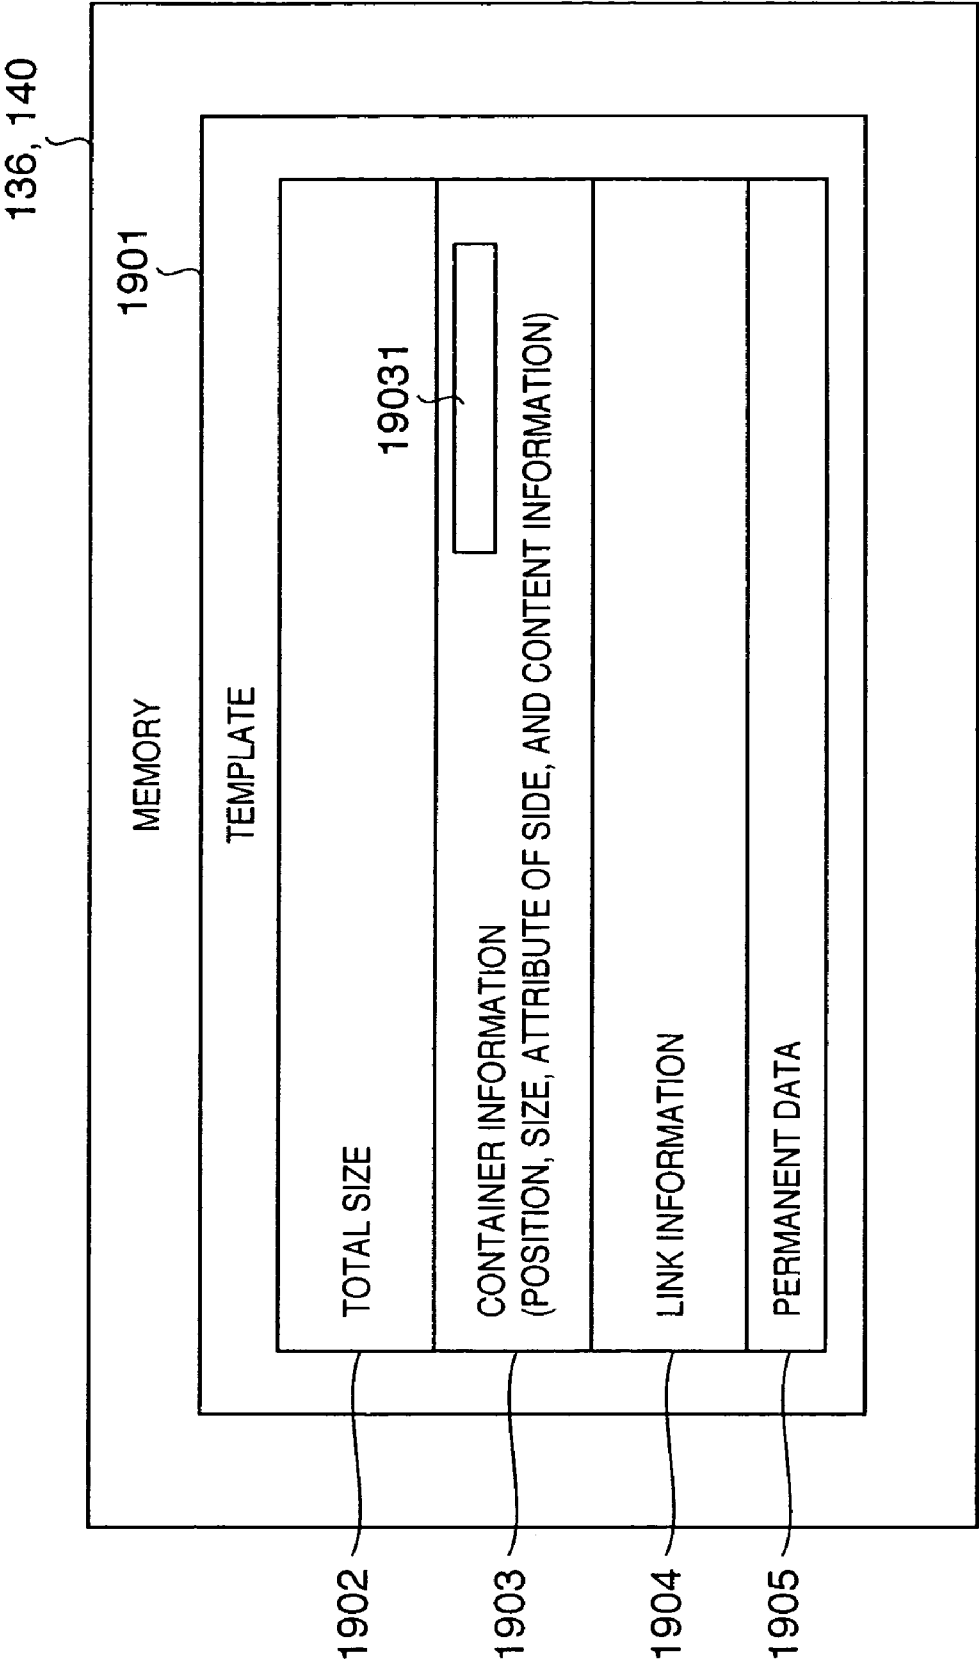 136, 140
MEMORY
1901
TEMPLATE
1902
TOTAL SIZE
19031
1903
CONTAINER INFORMATION
(POSITION, SIZE, ATTRIBUTE OF SIDE, AND CONTENT INFORMATION)
1904
LINK INFORMATION
1905
PERMANENT DATA